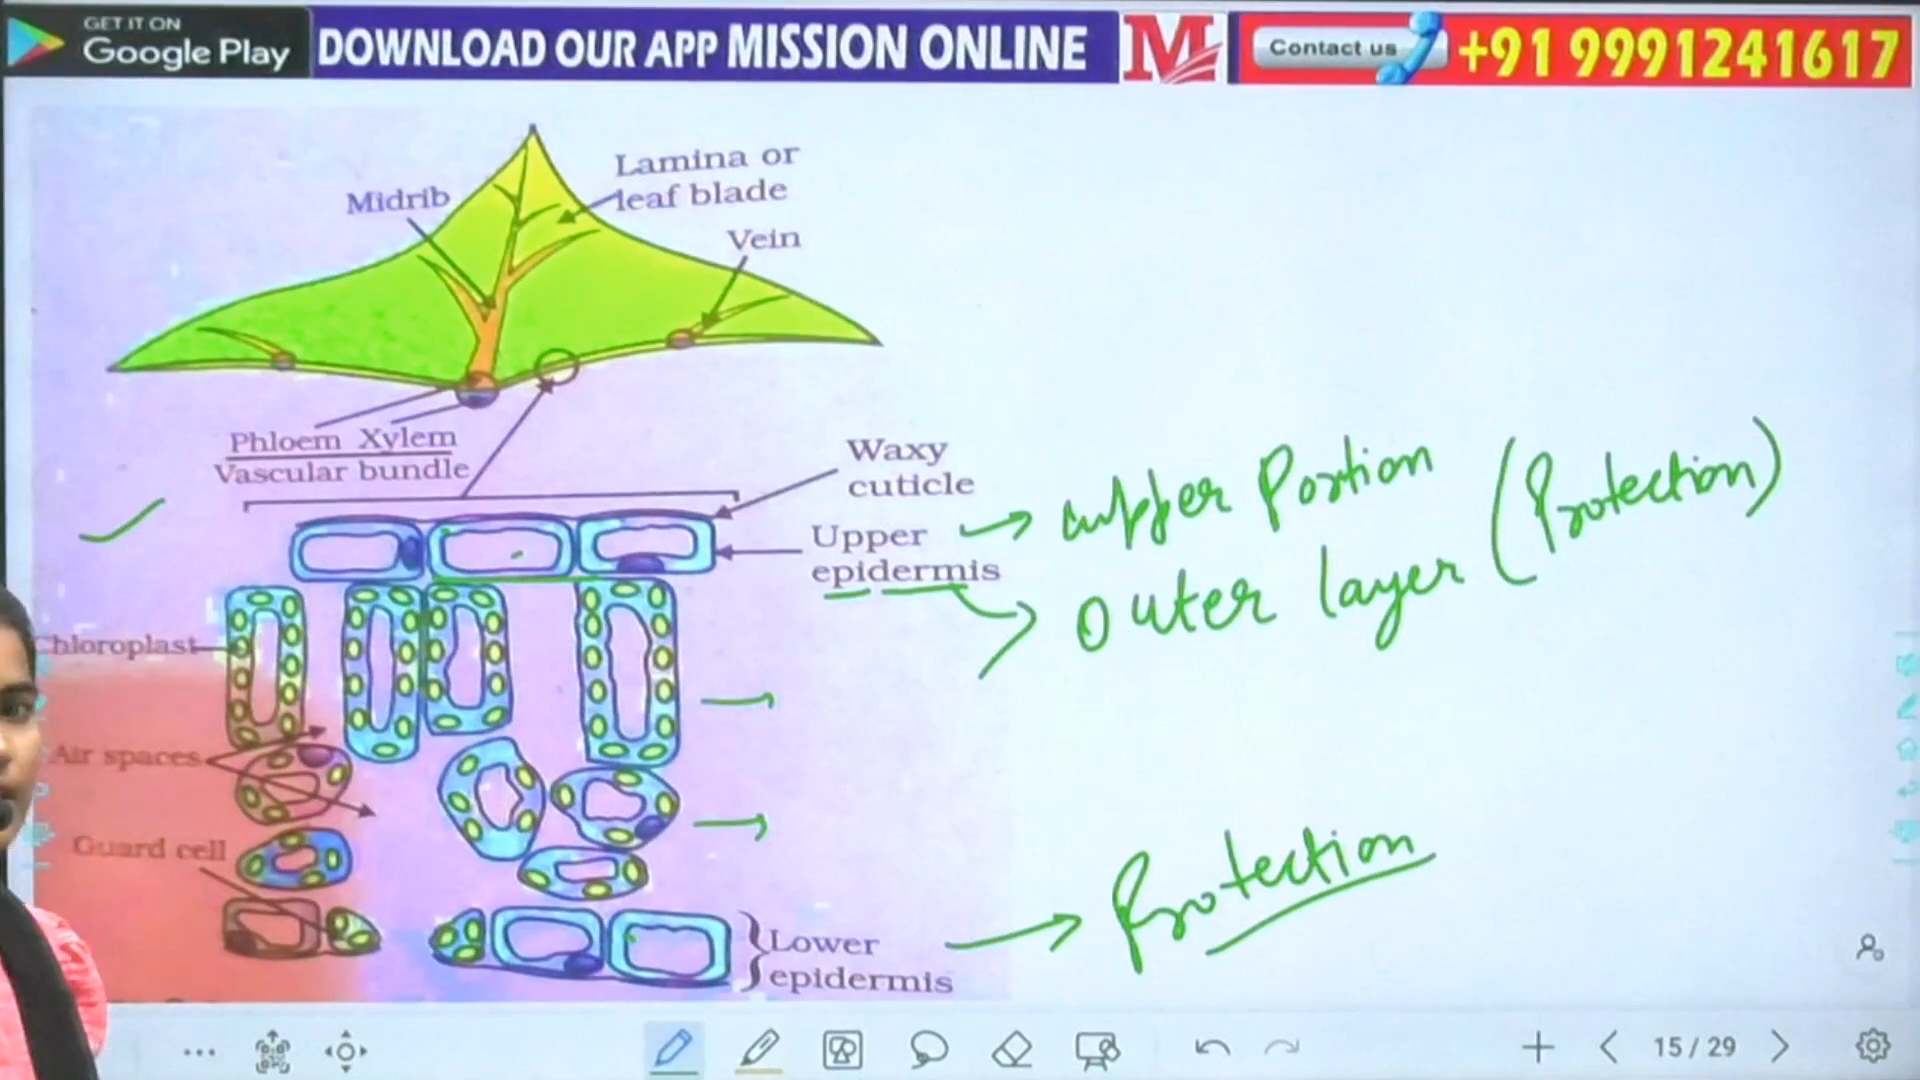 GET IT ON
Google Play
DOWNLOAD OUR APP MISSION ONLINE
M
Contact us
+91 9991241617
Lamina or
leaf blade
Midrib
Vein
Phloem Xylem
Vascular bundle
Waxy
cuticle
Upper
epidermis
upper Portion
outer layer (Protection)
Chloroplast
Air spaces
Guard cell
Protection
Lower
epidermis
15/29